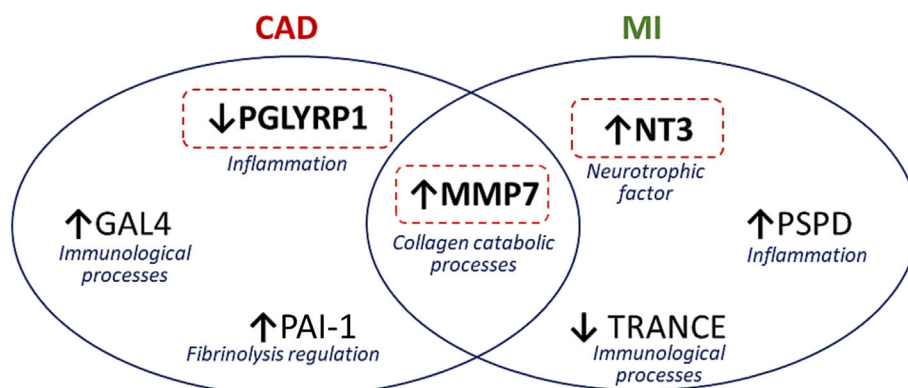 CAD
MI
↓PGLYRP1
Inflammation
↑NT3
Neurotrophic
factor
↑MMP7
Collagen catabolic
processes
↑GAL4
Immunological
processes
↑PSPD
Inflammation
↑PAI-1
Fibrinolysis regulation
↓ TRANCE
Immunological
processes